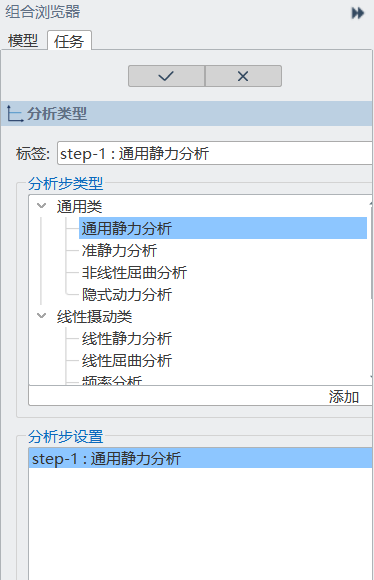 组合浏览器
模型 任务
分析类型
标签: step-1 : 通用静力分析
分析步类型
通用类
通用静力分析
准静力分析
非线性屈曲分析
隐式动力分析
线性摄动类
线性静力分析
线性屈曲分析
频率分析
添加
分析步设置
step-1 : 通用静力分析